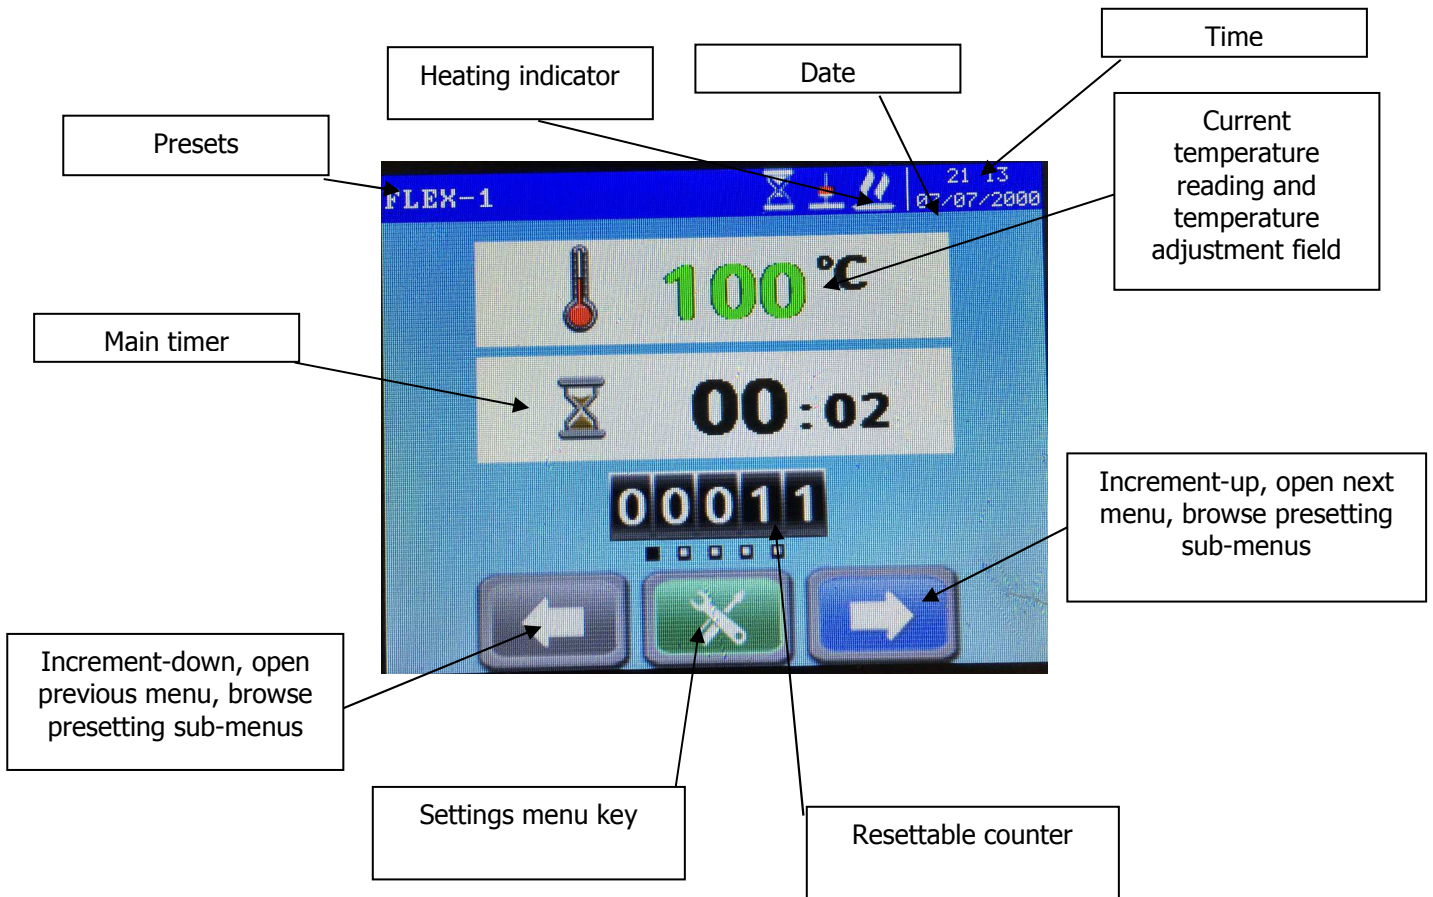 Time
Heating indicator
Date
Current
temperature
reading and
temperature
adjustment field
Presets
FLEX-1
21 13
07/07/2000
100 °C
Main timer
00:02
00011
Increment-up, open next
menu, browse presetting
sub-menus
Increment-down, open
previous menu, browse
presetting sub-menus
Settings menu key
Resettable counter